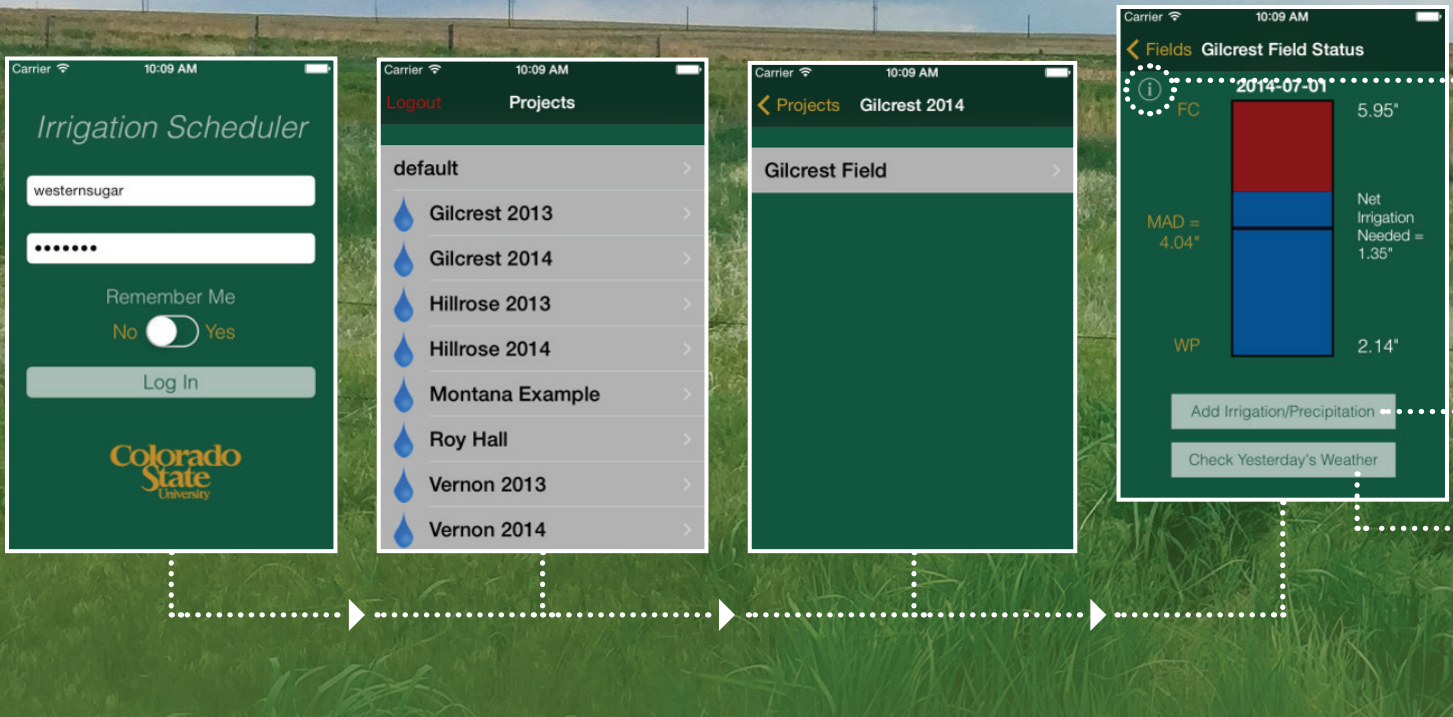 Carrier 10:09 AM
Irrigation Scheduler
westernsugar
•••••••
Remember Me
No Yes
Log In
Colorado
State
University
Carrier 10:09 AM
Logout Projects
default
Gilcrest 2013
Gilcrest 2014
Hillrose 2013
Hillrose 2014
Montana Example
Roy Hall
Vernon 2013
Vernon 2014
Carrier 10:09 AM
Projects Gilcrest 2014
Gilcrest Field
Carrier 10:09 AM
Fields Gilcrest Field Status
i 2014-07-01
FC 5.95"
MAD =
4.04"
Net
Irrigation
Needed =
1.35"
WP 2.14"
Add Irrigation/Precipitation
Check Yesterday's Weather